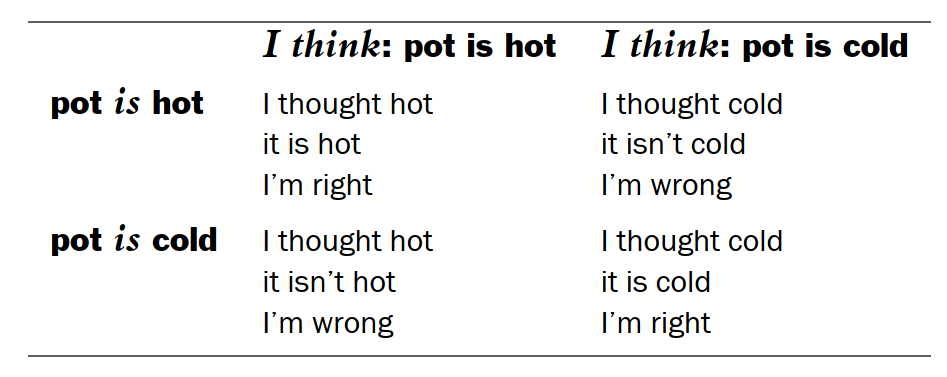 I think: pot is hot I think: pot is cold
pot is hot I thought hot I thought cold
it is hot it isn’t cold
I’m right I’m wrong
pot is cold I thought hot I thought cold
it isn’t hot it is cold
I’m wrong I’m right